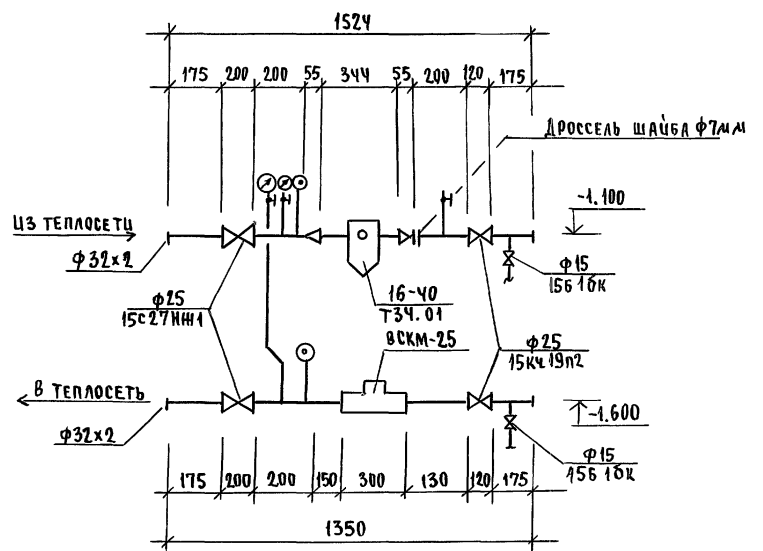 1524
175 200 200 55 344 55 200 120 175
ДРОССЕЛЬ ШАЙБА Ф7ММ
-1.100
ИЗ ТЕПЛОСЕТИ
Ф32х2
Ф15
15Б1бК
Ф25
15С27НЖ1
16-40
Т34.01
ВСКМ-25
Ф25
15КЧ19П2
В ТЕПЛОСЕТЬ
Ф32х2
-1.600
Ф15
15Б1бК
175 200 200 150 300 130 120 175
1350